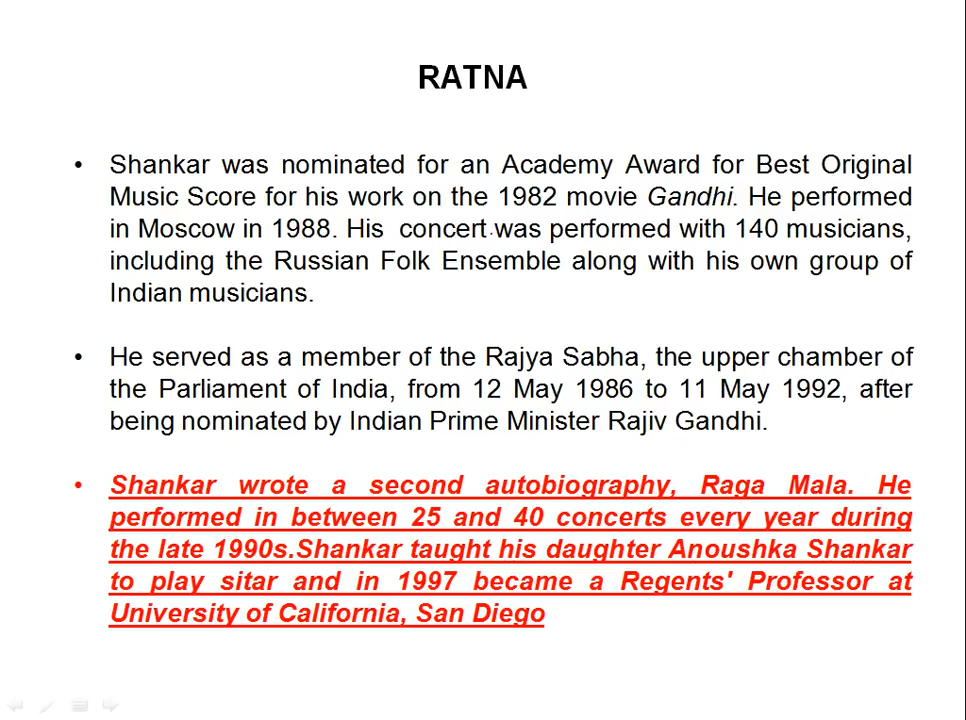 RATNA
• Shankar was nominated for an Academy Award for Best Original
Music Score for his work on the 1982 movie Gandhi. He performed
in Moscow in 1988. His concert was performed with 140 musicians,
including the Russian Folk Ensemble along with his own group of
Indian musicians.
• He served as a member of the Rajya Sabha, the upper chamber of
the Parliament of India, from 12 May 1986 to 11 May 1992, after
being nominated by Indian Prime Minister Rajiv Gandhi.
• Shankar wrote a second autobiography, Raga Mala. He
performed in between 25 and 40 concerts every year during
the late 1990s.Shankar taught his daughter Anoushka Shankar
to play sitar and in 1997 became a Regents' Professor at
University of California, San Diego